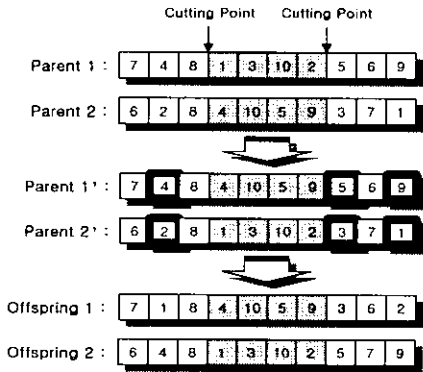 Cutting Point Cutting Point
Parent 1 : 7 4 8 1 3 10 2 5 6 9
Parent 2 : 6 2 8 4 10 5 9 3 7 1
Parent 1' : 7 4 8 4 10 5 9 5 6 9
Parent 2' : 6 2 8 1 3 10 2 3 7 1
Offspring 1 : 7 1 8 4 10 5 9 3 6 2
Offspring 2 : 6 4 8 1 3 10 2 5 7 9